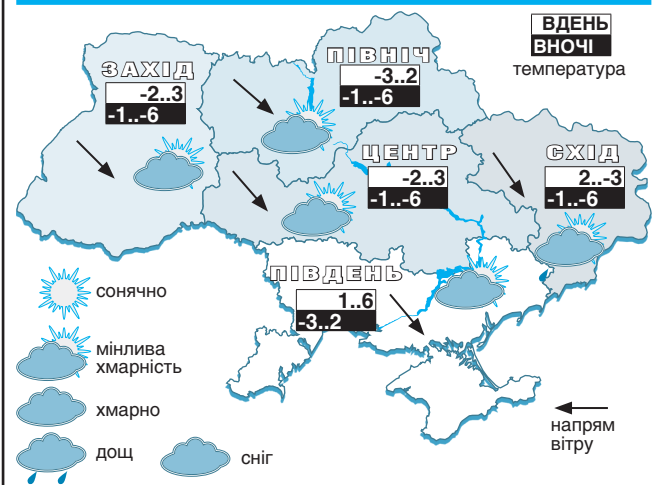 ВДЕНЬ
ВНОЧІ
температура
ПІВНІЧ
-3..2
-1..-6
ЗАХІД
-2..3
-1..-6
ЦЕНТР
-2..3
-1..-6
СХІД
2..-3
-1..-6
ПІВДЕНЬ
1..6
-3..2
сонячно
мінлива
хмарність
хмарно
дощ
сніг
напрям
вітру